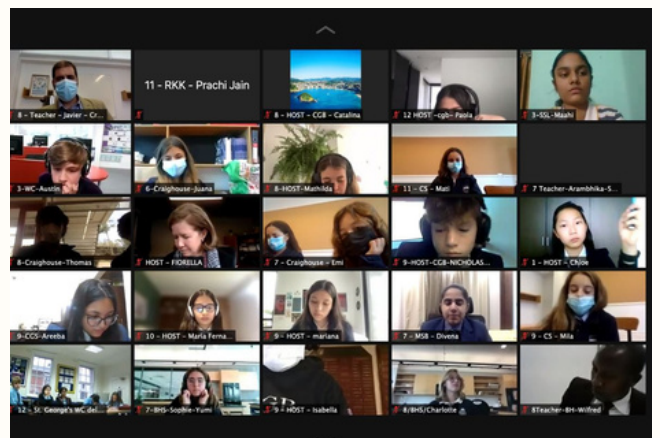 8 - Teacher - Javier - Cr...
11 - RKK - Prachi Jain
8 - HOST - CGB - Catalina
12 HOST -cgb- Paola
3-SSL-Maahi
3-WC-Austin
6-Craighouse-Juana
8-HOST-Mathilda
11 - CS - Mati
7 Teacher-Arambhika-S...
8-Craighouse-Thomas
HOST - FIORELLA
7 - Craighouse - Emi
9-HOST-CGB-NICHOLAS...
1 - HOST - Chloe
9-CGS-Areeba
10 - HOST - Maria Ferna...
9 - HOST - mariana
7 - MSB - Divena
9 - CS - Mila
12 - St. George's WC del...
7-BHS-Sophie-Yumi
9 - HOST - Isabella
8/BHS/Charlotte
8Teacher-BH-Wilfred